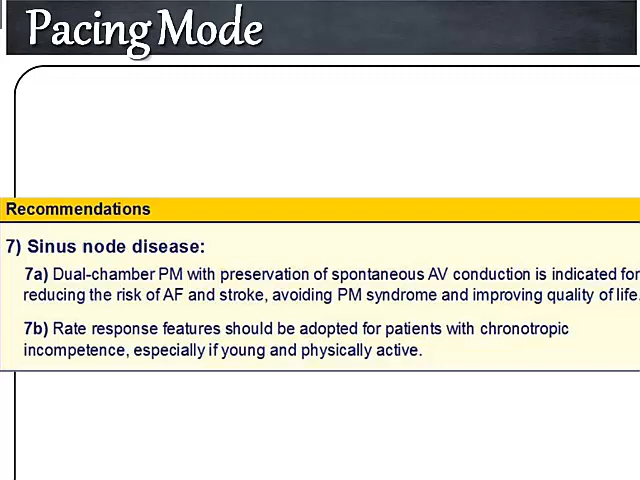 Pacing Mode
Recommendations
7) Sinus node disease:
7a) Dual-chamber PM with preservation of spontaneous AV conduction is indicated for
reducing the risk of AF and stroke, avoiding PM syndrome and improving quality of life.
7b) Rate response features should be adopted for patients with chronotropic
incompetence, especially if young and physically active.